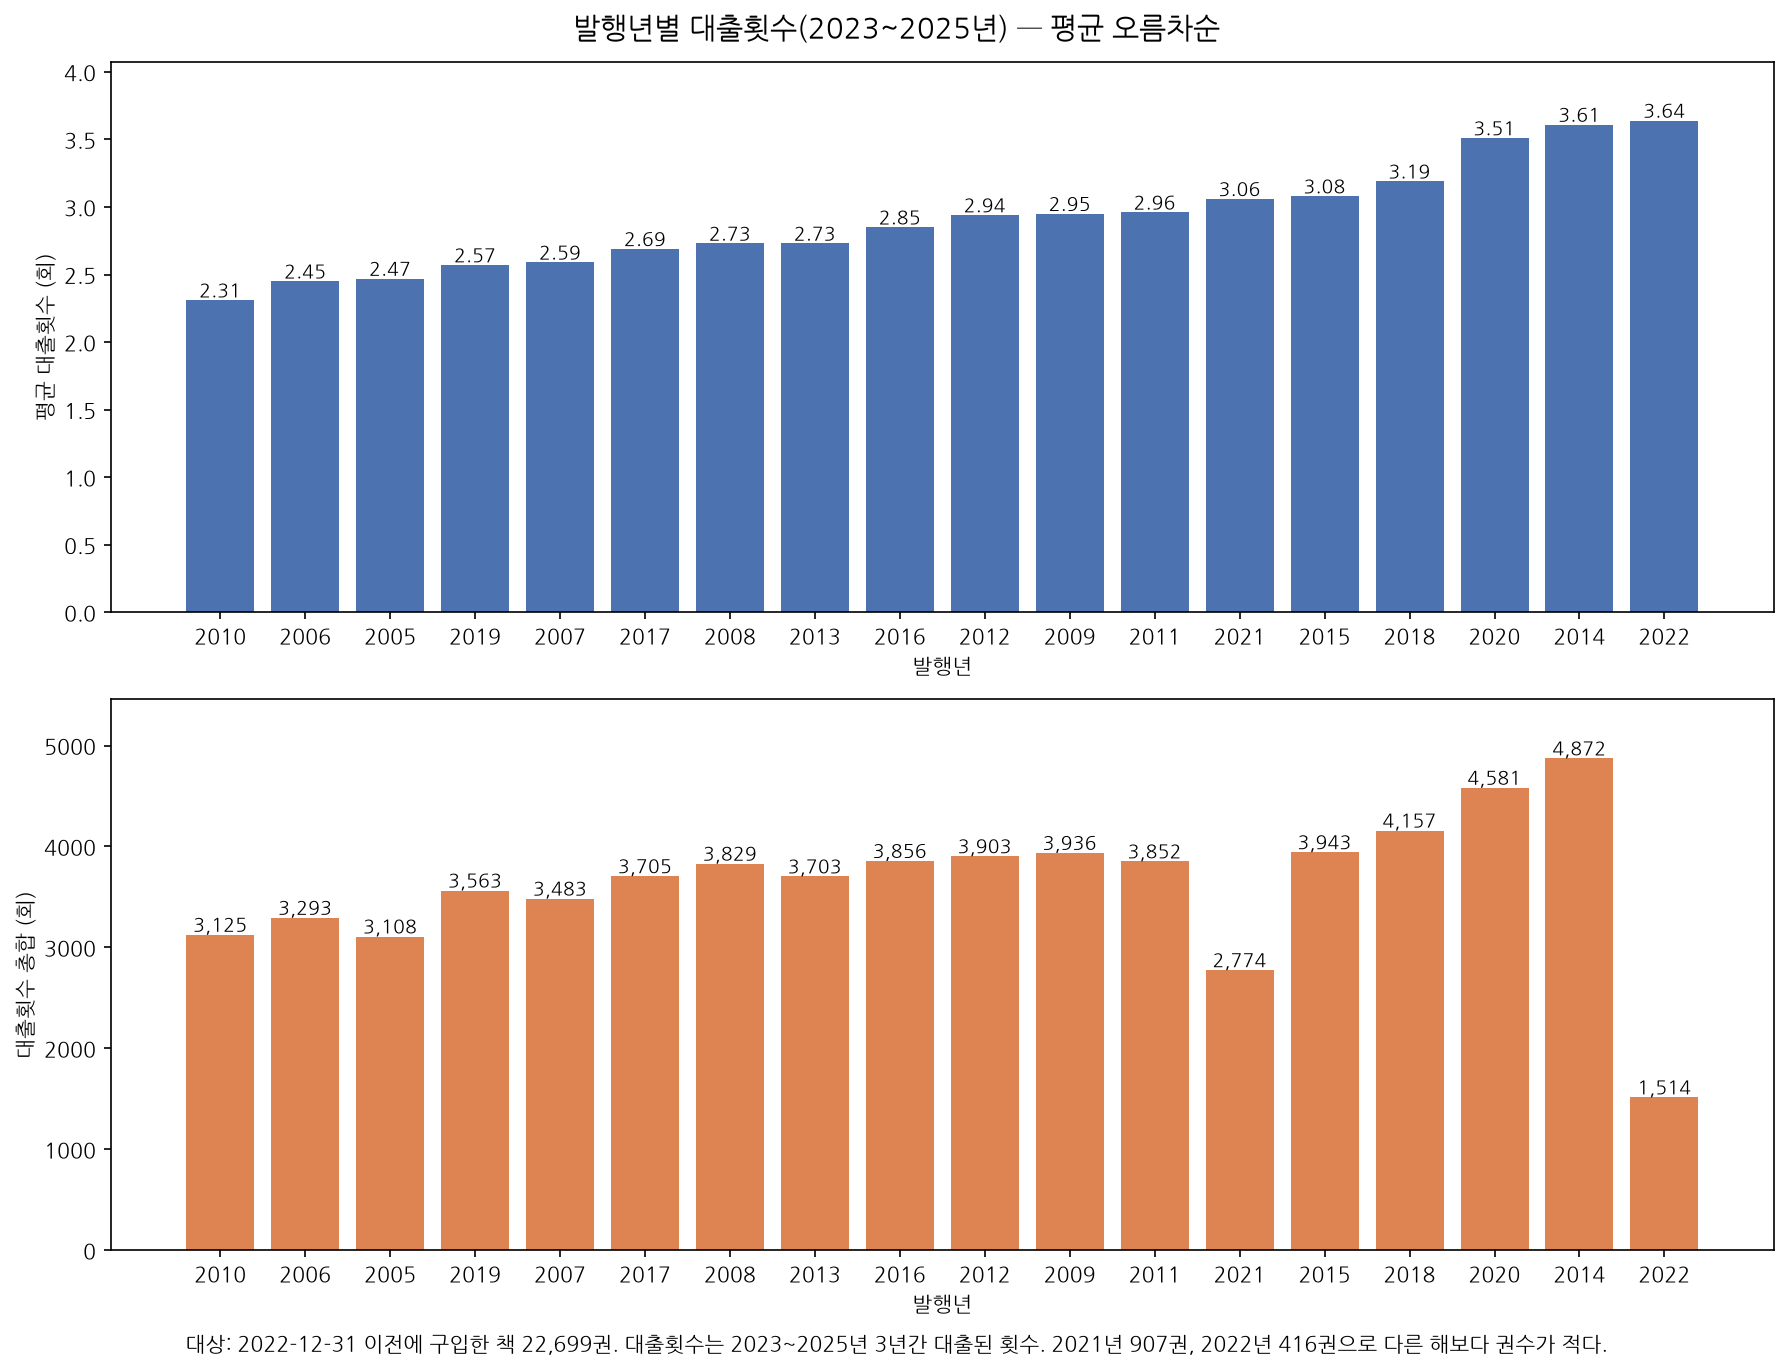 발행년별 대출횟수(2023~2025년) — 평균 오름차순
평균 대출횟수 (회)
4.0
3.5
3.0
2.5
2.0
1.5
1.0
0.5
0.0
2.31 2.45 2.47 2.57 2.59 2.69 2.73 2.73 2.85 2.94 2.95 2.96 3.06 3.08 3.19 3.51 3.61 3.64
2010 2006 2005 2019 2007 2017 2008 2013 2016 2012 2009 2011 2021 2015 2018 2020 2014 2022
발행년
대출횟수 총합 (회)
5000
4000
3000
2000
1000
0
3,125 3,293 3,108 3,563 3,483 3,705 3,829 3,703 3,856 3,903 3,936 3,852 2,774 3,943 4,157 4,581 4,872 1,514
2010 2006 2005 2019 2007 2017 2008 2013 2016 2012 2009 2011 2021 2015 2018 2020 2014 2022
발행년
대상: 2022-12-31 이전에 구입한 책 22,699권. 대출횟수는 2023~2025년 3년간 대출된 횟수. 2021년 907권, 2022년 416권으로 다른 해보다 권수가 적다.